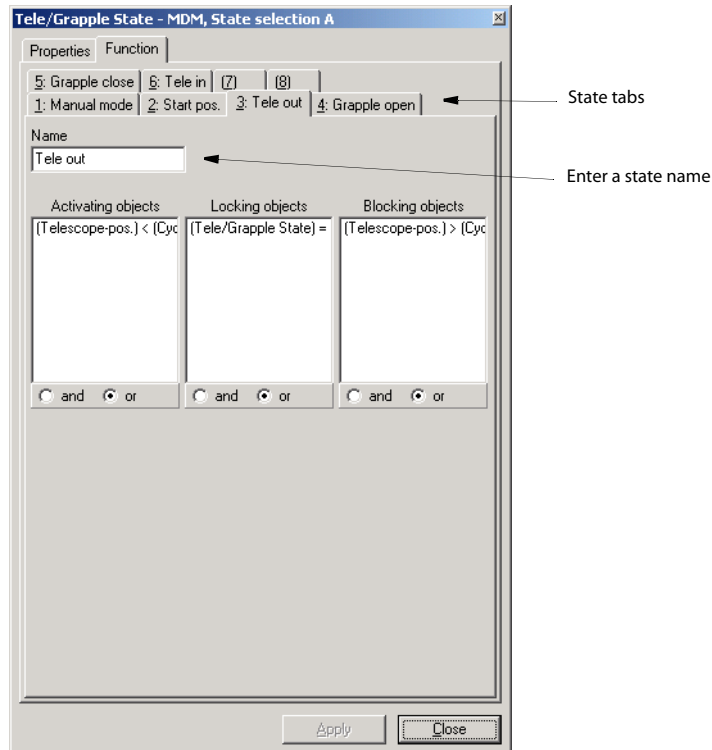 Tele/Grapple State - MDM, State selection A
Properties Function
5: Grapple close 6: Tele in (7) (8)
1: Manual mode 2: Start pos. 3: Tele out 4: Grapple open
State tabs
Name
Tele out
Enter a state name
Activating objects Locking objects Blocking objects
(Telescope-pos.) < (Cyc (Tele/Grapple State) = (Telescope-pos.) > (Cyc
and or and or and or
Apply Close